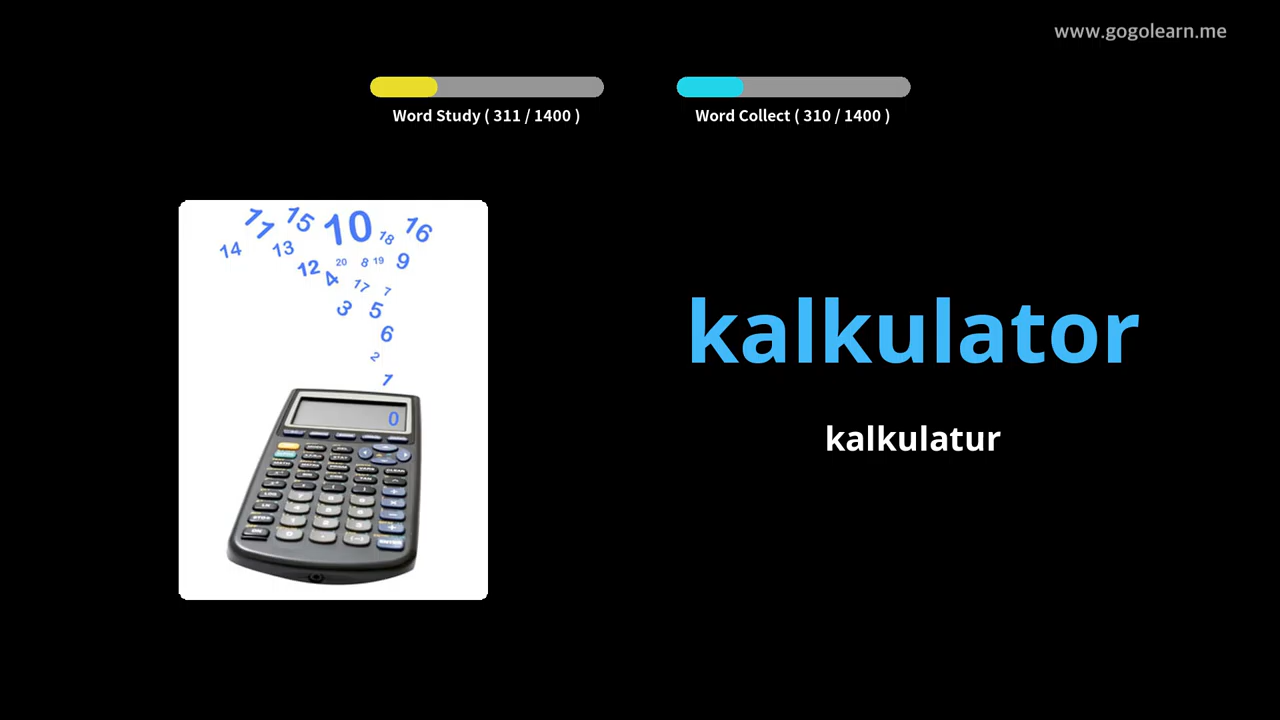 www.gogolearn.me
Word Study ( 311 / 1400 )
Word Collect ( 310 / 1400 )
11 15 10 18 16
14 13 12 20 8 19 9
4 17 7
3 5
6
2
1
0
kalkulator
kalkulatur